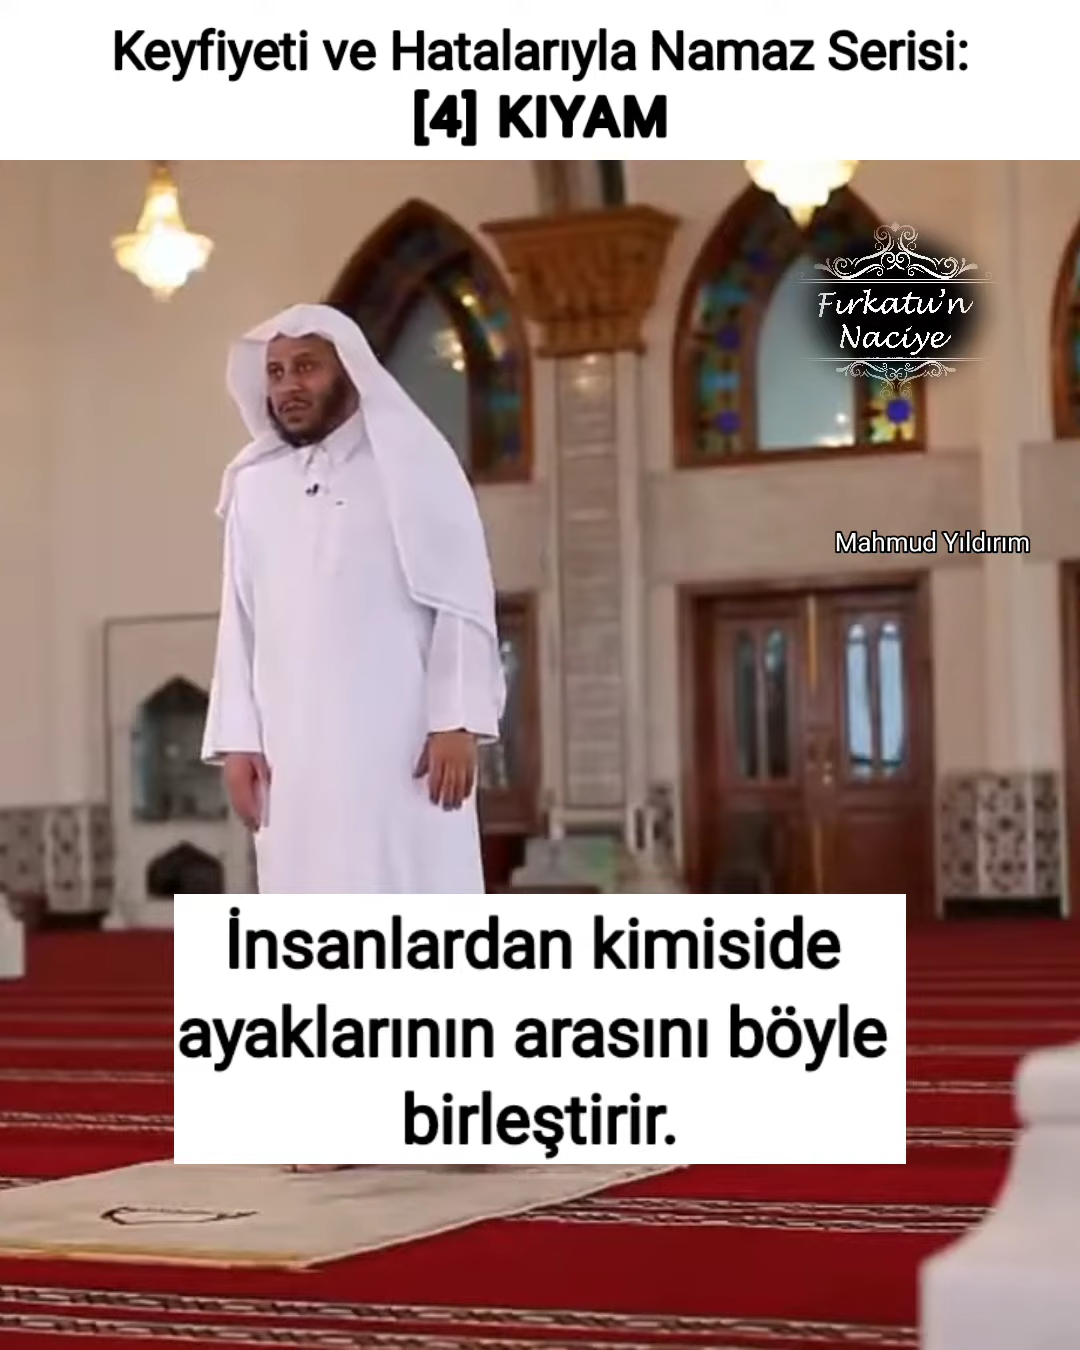 Keyfiyeti ve Hatalarıyla Namaz Serisi:
[4] KIYAM
Fırkatu'n
Naciye
Mahmud Yıldırım
İnsanlardan kimiside
ayaklarının arasını böyle
birleştirir.